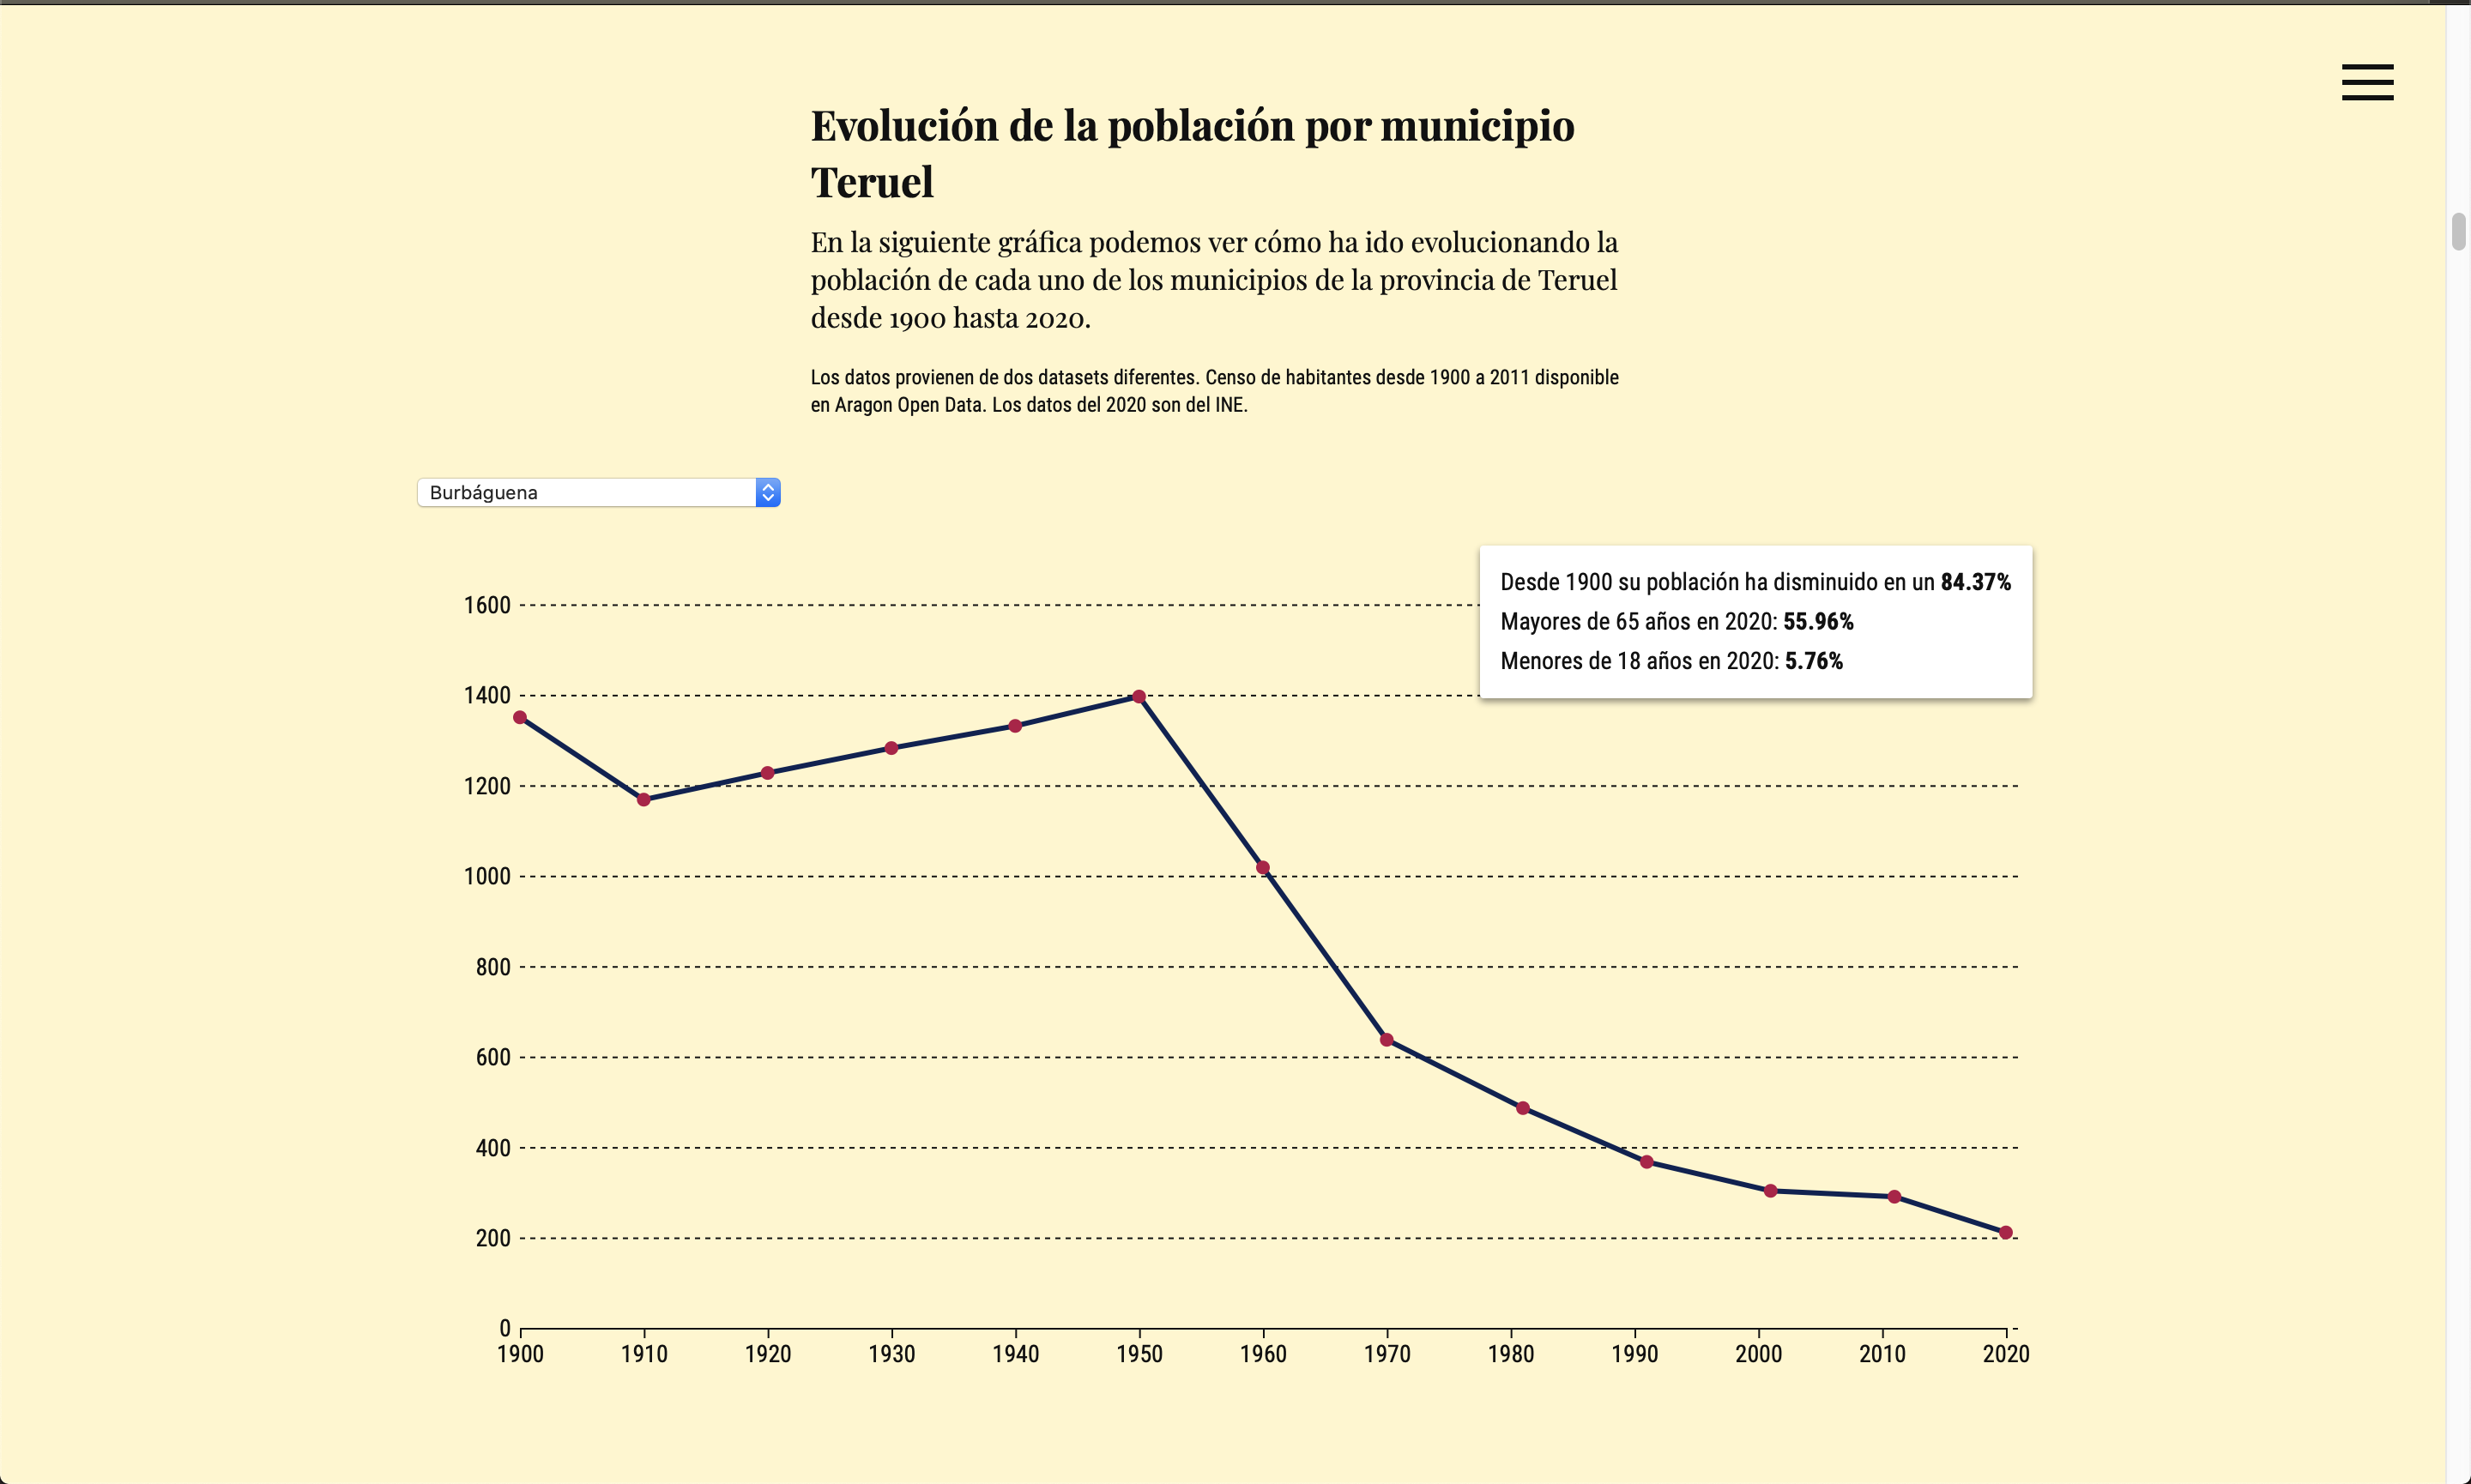 Evolución de la población por municipio
Teruel
En la siguiente gráfica podemos ver cómo ha ido evolucionando la
población de cada uno de los municipios de la provincia de Teruel
desde 1900 hasta 2020.
Los datos provienen de dos datasets diferentes. Censo de habitantes desde 1900 a 2011 disponible
en Aragon Open Data. Los datos del 2020 son del INE.
Burbáguena
Desde 1900 su población ha disminuido en un 84.37%
Mayores de 65 años en 2020: 55.96%
Menores de 18 años en 2020: 5.76%
1600
1400
1200
1000
800
600
400
200
0
1900 1910 1920 1930 1940 1950 1960 1970 1980 1990 2000 2010 2020